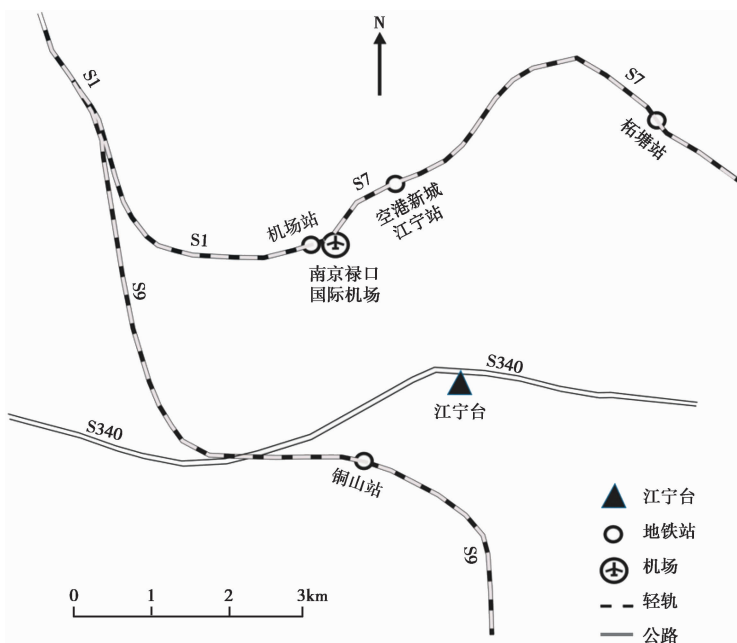 N
S1
S7
柘塘站
S7
空港新城
江宁站
机场站
S1
南京禄口
国际机场
S9
S340
江宁台
S340
铜山站
S9
江宁台
地铁站
机场
轻轨
公路
0 1 2 3km